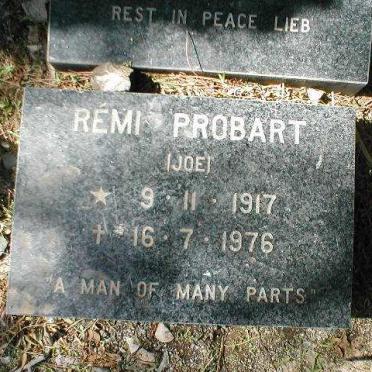 REST IN PEACE LIEB
RÉMI PROBART
(JOE)
★ 9·11·1917
† 16·7·1976
"A MAN OF MANY PARTS"